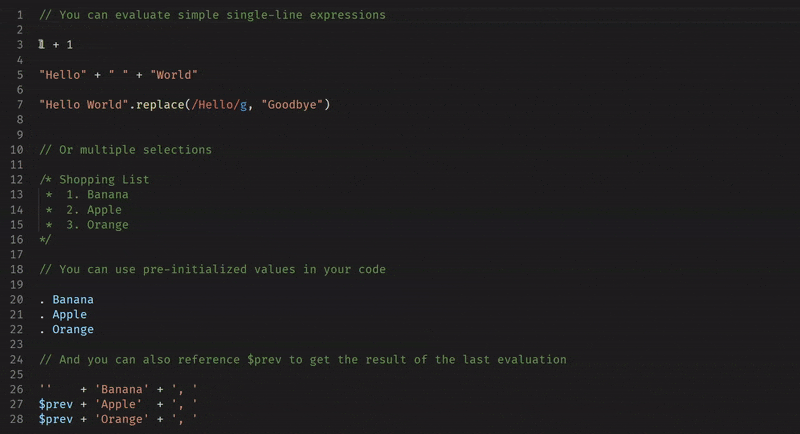 1 // You can evaluate simple single-line expressions
2
3 1 + 1
4
5 "Hello" + " " + "World"
6
7 "Hello World".replace(/Hello/g, "Goodbye")
8
9
10 // Or multiple selections
11
12 /* Shopping List
13  *  1. Banana
14  *  2. Apple
15  *  3. Orange
16 */
17
18 // You can use pre-initialized values in your code
19
20 . Banana
21 . Apple
22 . Orange
23
24 // And you can also reference $prev to get the result of the last evaluation
25
26 ''    + 'Banana' + ', '
27 $prev + 'Apple'  + ', '
28 $prev + 'Orange' + ', '